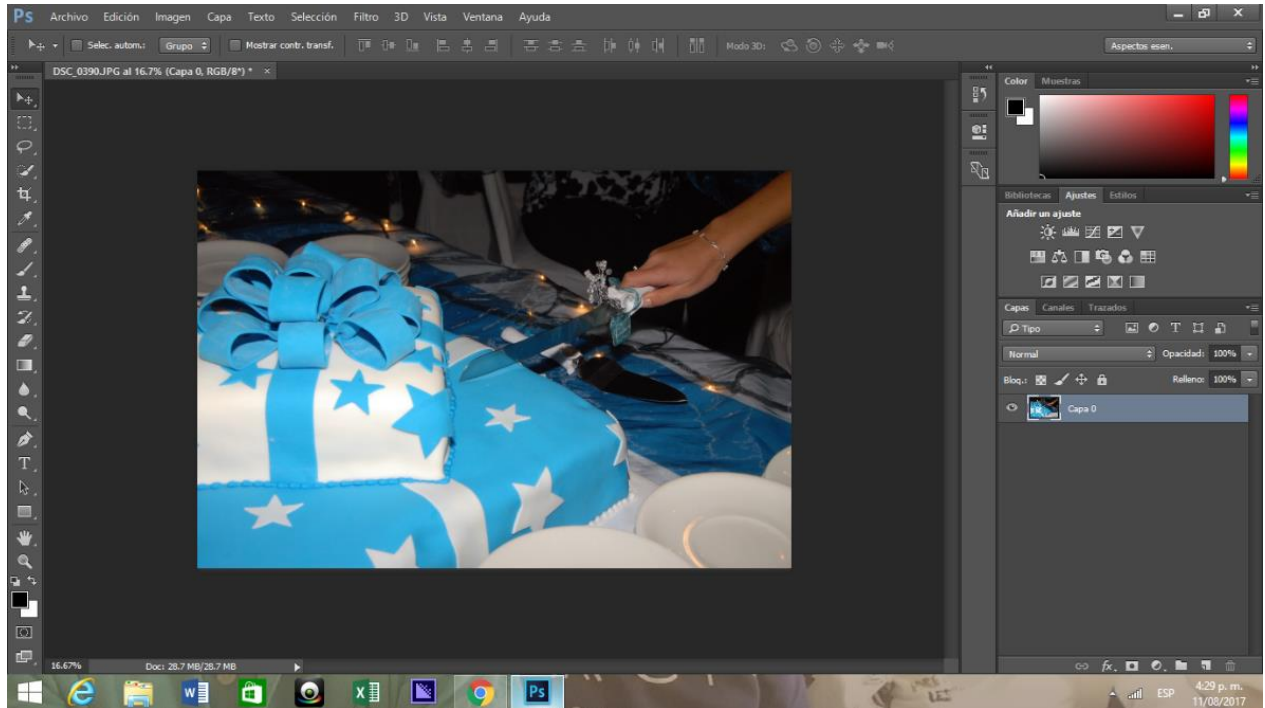 Ps Archivo Edición Imagen Capa Texto Selección Filtro 3D Vista Ventana Ayuda
Selec. autom.: Grupo Mostrar contr. transf. Modo 3D: Aspectos esen.
DSC_0390.JPG al 16.7% (Capa 0, RGB/8*) * ×
Color Muestras
Bibliotecas Ajustes Estilos
Añadir un ajuste
Capas Canales Trazados
Tipo
Normal Opacidad: 100%
Bloq.: Relleno: 100%
Capa 0
16.67% Doc: 28.7 MB/28.7 MB
Ps ESP 4:29 p. m.
11/08/2017